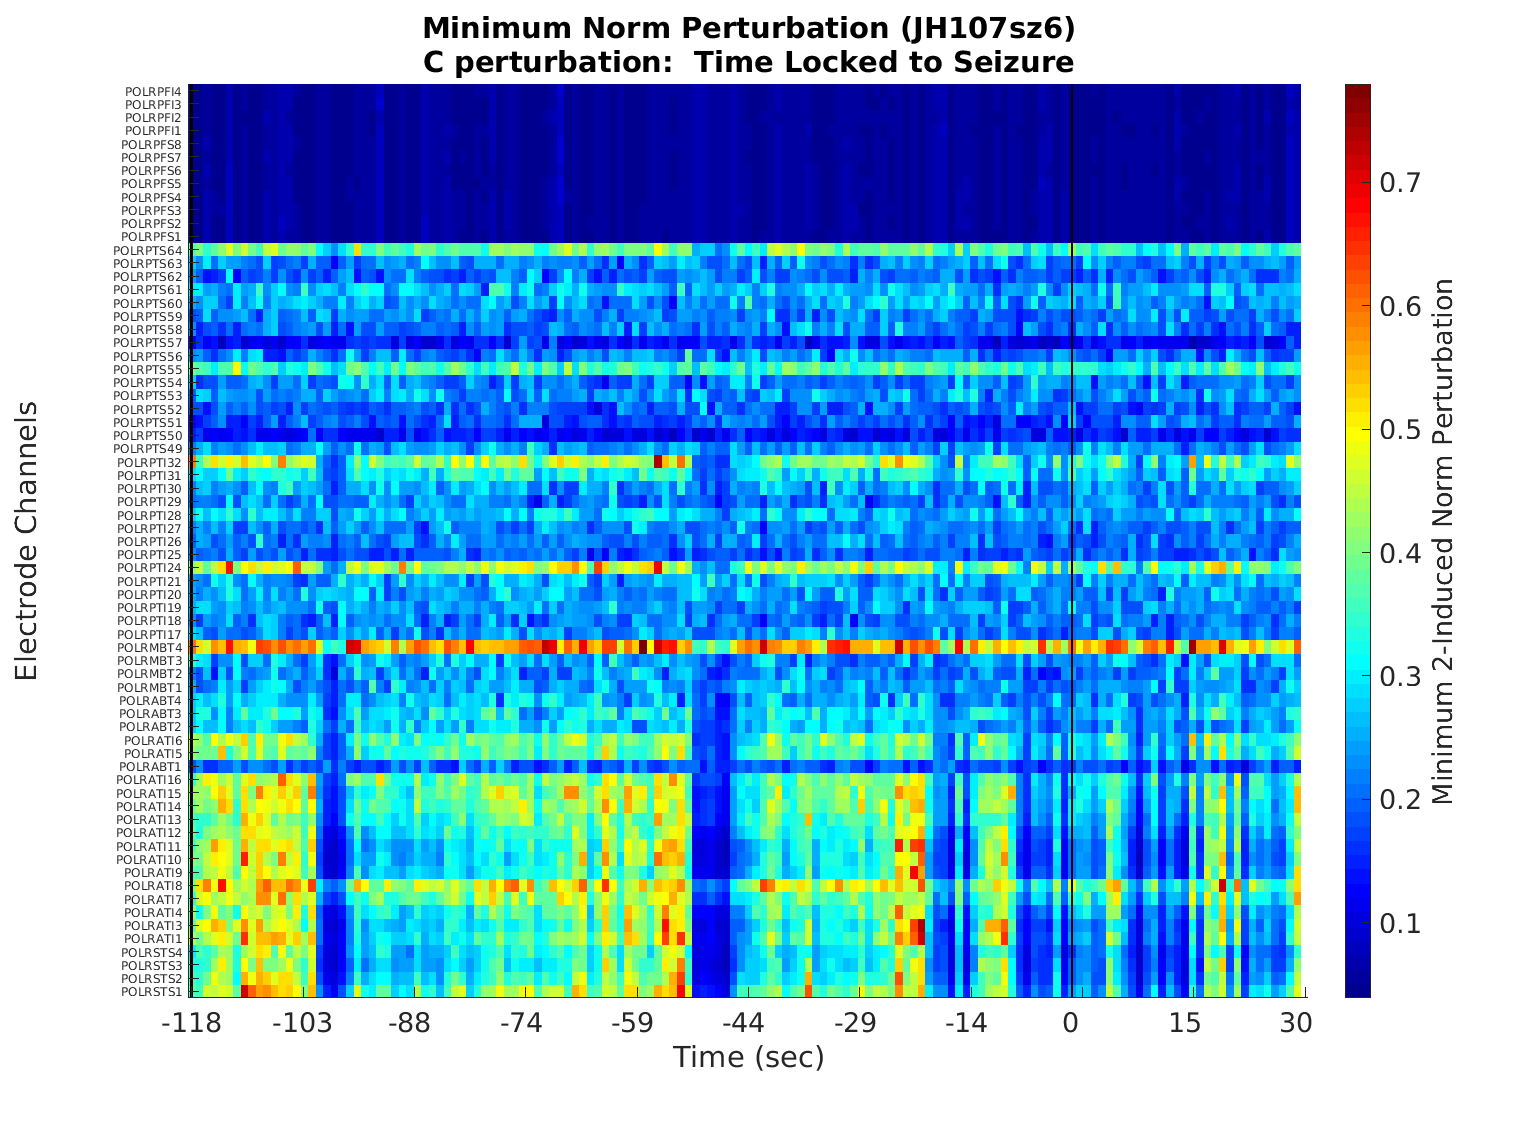 Minimum Norm Perturbation (JH107sz6)
C perturbation:  Time Locked to Seizure
Electrode Channels
POLRPFI4
POLRPFI3
POLRPFI2
POLRPFI1
POLRPFS8
POLRPFS7
POLRPFS6
POLRPFS5
POLRPFS4
POLRPFS3
POLRPFS2
POLRPFS1
POLRPTS64
POLRPTS63
POLRPTS62
POLRPTS61
POLRPTS60
POLRPTS59
POLRPTS58
POLRPTS57
POLRPTS56
POLRPTS55
POLRPTS54
POLRPTS53
POLRPTS52
POLRPTS51
POLRPTS50
POLRPTS49
POLRPTI32
POLRPTI31
POLRPTI30
POLRPTI29
POLRPTI28
POLRPTI27
POLRPTI26
POLRPTI25
POLRPTI24
POLRPTI21
POLRPTI20
POLRPTI19
POLRPTI18
POLRPTI17
POLRMBT4
POLRMBT3
POLRMBT2
POLRMBT1
POLRABT4
POLRABT3
POLRABT2
POLRATI6
POLRATI5
POLRABT1
POLRATI16
POLRATI15
POLRATI14
POLRATI13
POLRATI12
POLRATI11
POLRATI10
POLRATI9
POLRATI8
POLRATI7
POLRATI4
POLRATI3
POLRATI1
POLRSTS4
POLRSTS3
POLRSTS2
POLRSTS1
-118 -103 -88 -74 -59 -44 -29 -14 0 15 30
Time (sec)
0.7
0.6
0.5
0.4
0.3
0.2
0.1
Minimum 2-Induced Norm Perturbation